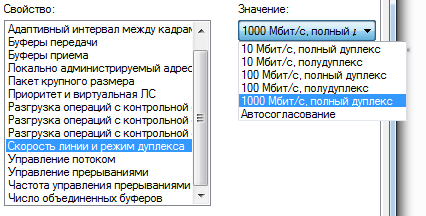 Свойство:
Адаптивный интервал между кадрам
Буферы передачи
Буферы приема
Локально администрируемый адрес
Пакет крупного размера
Приоритет и виртуальная ЛС
Разгрузка операций с контрольной
Разгрузка операций с контрольной
Разгрузка операций с контрольной
Скорость линии и режим дуплекса
Управление потоком
Управление прерываниями
Частота управления прерываниями
Число объединенных буферов
Значение:
1000 Мбит/с, полный д
10 Мбит/с, полный дуплекс
10 Мбит/с, полудуплекс
100 Мбит/с, полный дуплекс
100 Мбит/с, полудуплекс
1000 Мбит/с, полный дуплекс
Автосогласование